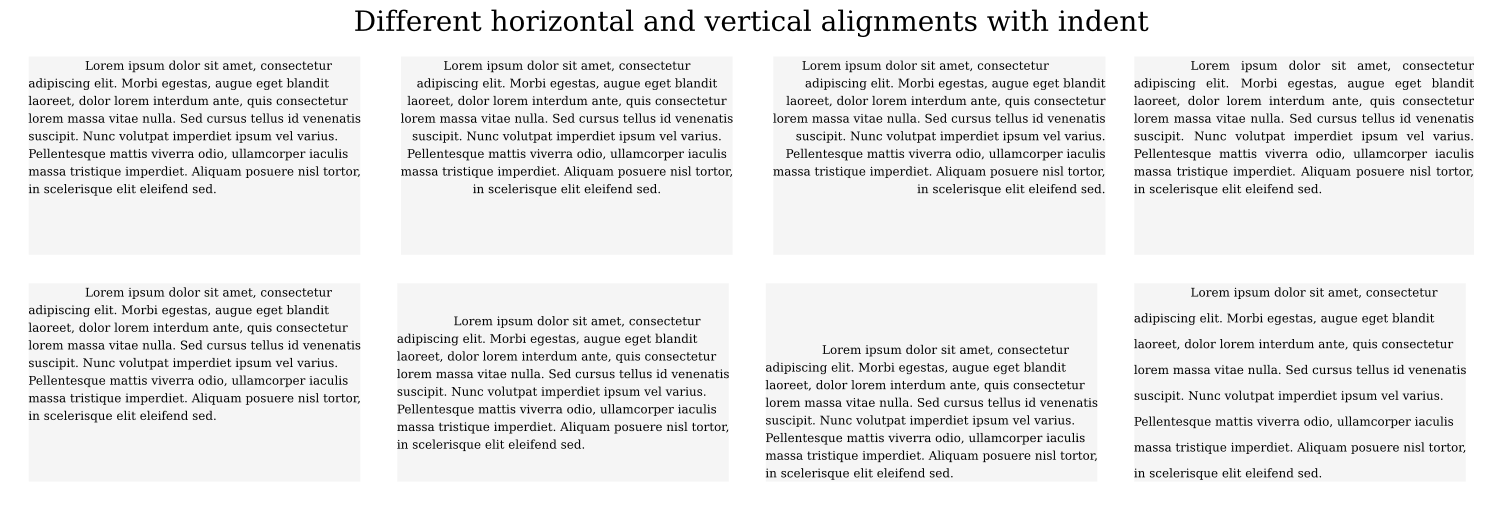 Different horizontal and vertical alignments with indent
Lorem ipsum dolor sit amet, consectetur
adipiscing elit. Morbi egestas, augue eget blandit
laoreet, dolor lorem interdum ante, quis consectetur
lorem massa vitae nulla. Sed cursus tellus id venenatis
suscipit. Nunc volutpat imperdiet ipsum vel varius.
Pellentesque mattis viverra odio, ullamcorper iaculis
massa tristique imperdiet. Aliquam posuere nisl tortor,
in scelerisque elit eleifend sed.
Lorem ipsum dolor sit amet, consectetur
adipiscing elit. Morbi egestas, augue eget blandit
laoreet, dolor lorem interdum ante, quis consectetur
lorem massa vitae nulla. Sed cursus tellus id venenatis
suscipit. Nunc volutpat imperdiet ipsum vel varius.
Pellentesque mattis viverra odio, ullamcorper iaculis
massa tristique imperdiet. Aliquam posuere nisl tortor,
in scelerisque elit eleifend sed.
Lorem ipsum dolor sit amet, consectetur
adipiscing elit. Morbi egestas, augue eget blandit
laoreet, dolor lorem interdum ante, quis consectetur
lorem massa vitae nulla. Sed cursus tellus id venenatis
suscipit. Nunc volutpat imperdiet ipsum vel varius.
Pellentesque mattis viverra odio, ullamcorper iaculis
massa tristique imperdiet. Aliquam posuere nisl tortor,
in scelerisque elit eleifend sed.
Lorem ipsum dolor sit amet, consectetur
adipiscing elit. Morbi egestas, augue eget blandit
laoreet, dolor lorem interdum ante, quis consectetur
lorem massa vitae nulla. Sed cursus tellus id venenatis
suscipit. Nunc volutpat imperdiet ipsum vel varius.
Pellentesque mattis viverra odio, ullamcorper iaculis
massa tristique imperdiet. Aliquam posuere nisl tortor,
in scelerisque elit eleifend sed.
Lorem ipsum dolor sit amet, consectetur
adipiscing elit. Morbi egestas, augue eget blandit
laoreet, dolor lorem interdum ante, quis consectetur
lorem massa vitae nulla. Sed cursus tellus id venenatis
suscipit. Nunc volutpat imperdiet ipsum vel varius.
Pellentesque mattis viverra odio, ullamcorper iaculis
massa tristique imperdiet. Aliquam posuere nisl tortor,
in scelerisque elit eleifend sed.
Lorem ipsum dolor sit amet, consectetur
adipiscing elit. Morbi egestas, augue eget blandit
laoreet, dolor lorem interdum ante, quis consectetur
lorem massa vitae nulla. Sed cursus tellus id venenatis
suscipit. Nunc volutpat imperdiet ipsum vel varius.
Pellentesque mattis viverra odio, ullamcorper iaculis
massa tristique imperdiet. Aliquam posuere nisl tortor,
in scelerisque elit eleifend sed.
Lorem ipsum dolor sit amet, consectetur
adipiscing elit. Morbi egestas, augue eget blandit
laoreet, dolor lorem interdum ante, quis consectetur
lorem massa vitae nulla. Sed cursus tellus id venenatis
suscipit. Nunc volutpat imperdiet ipsum vel varius.
Pellentesque mattis viverra odio, ullamcorper iaculis
massa tristique imperdiet. Aliquam posuere nisl tortor,
in scelerisque elit eleifend sed.
Lorem ipsum dolor sit amet, consectetur
adipiscing elit. Morbi egestas, augue eget blandit
laoreet, dolor lorem interdum ante, quis consectetur
lorem massa vitae nulla. Sed cursus tellus id venenatis
suscipit. Nunc volutpat imperdiet ipsum vel varius.
Pellentesque mattis viverra odio, ullamcorper iaculis
massa tristique imperdiet. Aliquam posuere nisl tortor,
in scelerisque elit eleifend sed.